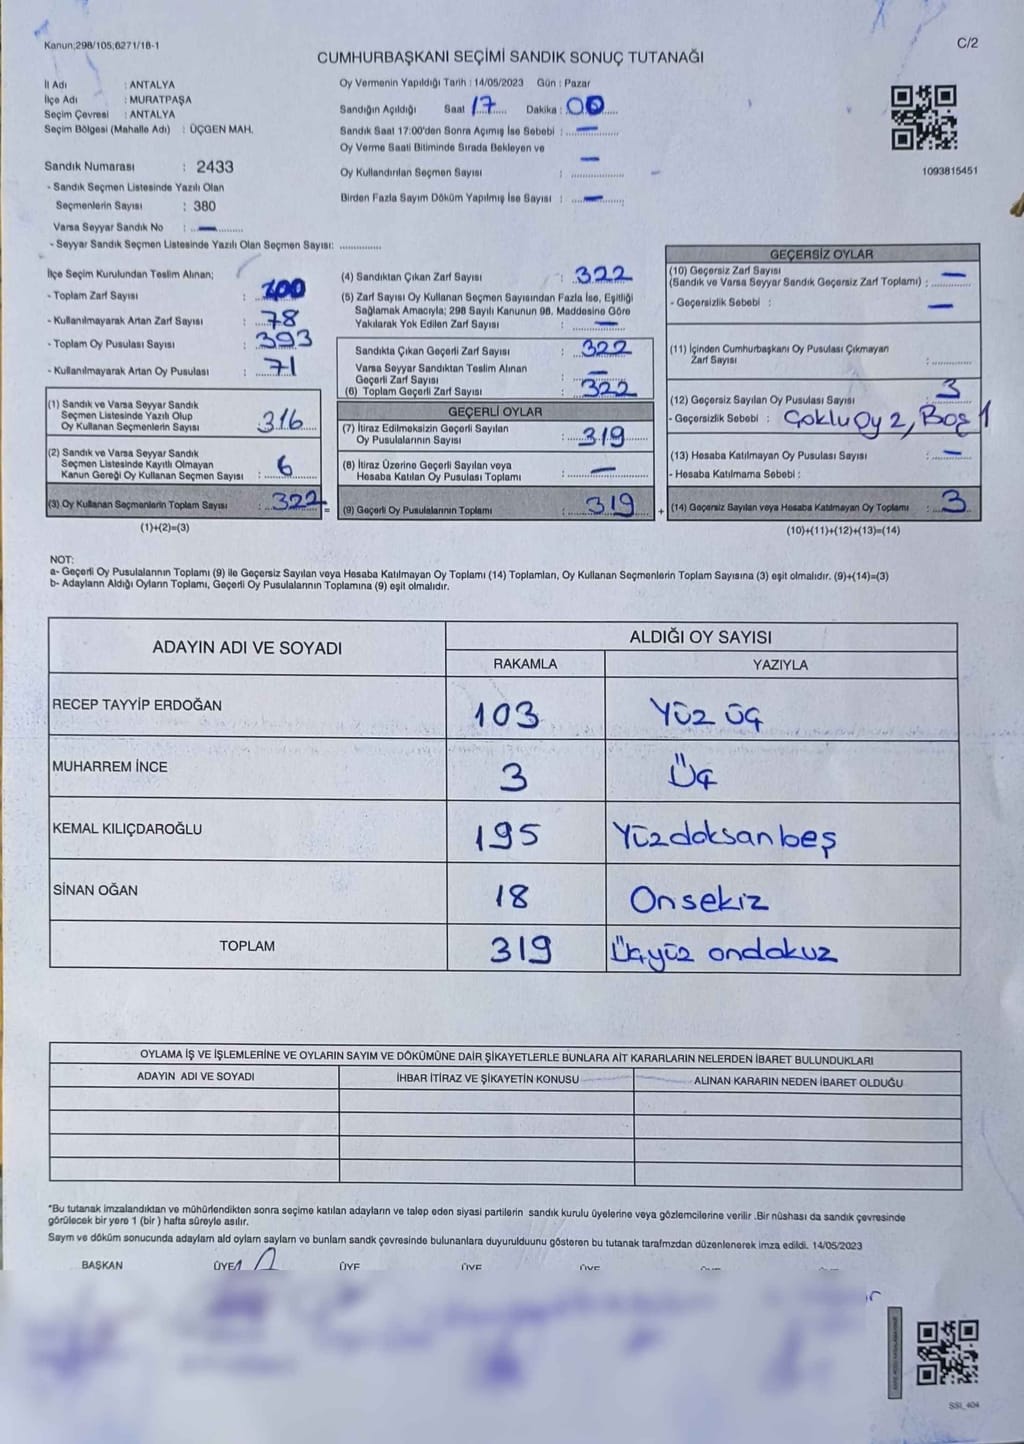 Kanun;298/105;6271/18-1
C/2
CUMHURBAŞKANI SEÇİMİ SANDIK SONUÇ TUTANAĞI
İl Adı : ANTALYA
İlçe Adı : MURATPAŞA
Seçim Çevresi : ANTALYA
Seçim Bölgesi (Mahalle Adı) : ÜÇGEN MAH.
Oy Vermenin Yapıldığı Tarih : 14/05/2023 Gün : Pazar
Sandığın Açıldığı Saat 17 Dakika : 00
Sandık Saat 17:00'den Sonra Açımış İse Sebebi : —
Oy Verme Saati Bitiminde Sırada Bekleyen ve
Oy Kullandırılan Seçmen Sayısı : —
Birden Fazla Sayım Döküm Yapılmış İse Sayısı : —
1093815451
Sandık Numarası : 2433
- Sandık Seçmen Listesinde Yazılı Olan
Seçmenlerin Sayısı : 380
Varsa Seyyar Sandık No : —
- Seyyar Sandık Seçmen Listesinde Yazılı Olan Seçmen Sayısı: ..............
İlçe Seçim Kurulundan Teslim Alınan;
- Toplam Zarf Sayısı : 400
- Kullanılmayarak Artan Zarf Sayısı : 78
- Toplam Oy Pusulası Sayısı : 393
- Kullanılmayarak Artan Oy Pusulası : 71
(1) Sandık ve Varsa Seyyar Sandık
Seçmen Listesinde Yazılı Olup
Oy Kullanan Seçmenlerin Sayısı : 316
(2) Sandık ve Varsa Seyyar Sandık
Seçmen Listesinde Kayıtlı Olmayan
Kanun Gereği Oy Kullanan Seçmen Sayısı : 6
(3) Oy Kullanan Seçmenlerin Toplam Sayısı : 322 =
(1)+(2)=(3)
(4) Sandıktan Çıkan Zarf Sayısı : 322
(5) Zarf Sayısı Oy Kullanan Seçmen Sayısından Fazla İse, Eşitliği
Sağlamak Amacıyla; 298 Sayılı Kanunun 98. Maddesine Göre
Yakılarak Yok Edilen Zarf Sayısı : —
Sandıkta Çıkan Geçerli Zarf Sayısı : 322
Varsa Seyyar Sandıktan Teslim Alınan
Geçerli Zarf Sayısı : —
(6) Toplam Geçerli Zarf Sayısı : 322
GEÇERLİ OYLAR
(7) İtiraz Edilmeksizin Geçerli Sayılan
Oy Pusulalarının Sayısı : 319
(8) İtiraz Üzerine Geçerli Sayılan veya
Hesaba Katılan Oy Pusulası Toplamı : —
(9) Geçerli Oy Pusulalarının Toplamı : 319 +
GEÇERSİZ OYLAR
(10) Geçersiz Zarf Sayısı
(Sandık ve Varsa Seyyar Sandık Geçersiz Zarf Toplamı) : —
- Geçersizlik Sebebi : —
(11) İçinden Cumhurbaşkanı Oy Pusulası Çıkmayan
Zarf Sayısı : ............
(12) Geçersiz Sayılan Oy Pusulası Sayısı : 3
- Geçersizlik Sebebi : Çoklu Oy 2, Boş 1
(13) Hesaba Katılmayan Oy Pusulası Sayısı : —
- Hesaba Katılmama Sebebi :
(14) Geçersiz Sayılan veya Hesaba Katılmayan Oy Toplamı : 3
(10)+(11)+(12)+(13)=(14)
NOT:
a- Geçerli Oy Pusulalarının Toplamı (9) ile Geçersiz Sayılan veya Hesaba Katılmayan Oy Toplamı (14) Toplamları, Oy Kullanan Seçmenlerin Toplam Sayısına (3) eşit olmalıdır. (9)+(14)=(3)
b- Adayların Aldığı Oyların Toplamı, Geçerli Oy Pusulalarının Toplamına (9) eşit olmalıdır.
ADAYIN ADI VE SOYADI ALDIĞI OY SAYISI
RAKAMLA YAZIYLA
RECEP TAYYİP ERDOĞAN 103 Yüz üç
MUHARREM İNCE 3 Üç
KEMAL KILIÇDAROĞLU 195 Yüzdoksan beş
SİNAN OĞAN 18 Onsekiz
TOPLAM 319 Üçyüz ondokuz
OYLAMA İŞ VE İŞLEMLERİNE VE OYLARIN SAYIM VE DÖKÜMÜNE DAİR ŞİKAYETLERLE BUNLARA AİT KARARLARIN NELERDEN İBARET BULUNDUKLARI
ADAYIN ADI VE SOYADI İHBAR İTİRAZ VE ŞİKAYETİN KONUSU ALINAN KARARIN NEDEN İBARET OLDUĞU
*Bu tutanak imzalandıktan ve mühürlendikten sonra seçime katılan adayların ve talep eden siyasi partilerin sandık kurulu üyelerine veya gözlemcilerine verilir .Bir nüshası da sandık çevresinde
görülecek bir yere 1 (bir ) hafta süreyle asılır.
Saym ve döküm sonucunda adaylam ald oylam saylam ve bunlam sandk çevresinde bulunanlara duyurulduunu gösteren bu tutanak tarafmzdan düzenlenerek imza edildi. 14/05/2023
BAŞKAN ÜYE ÜYE ÜYE ÜYE
SSI_404